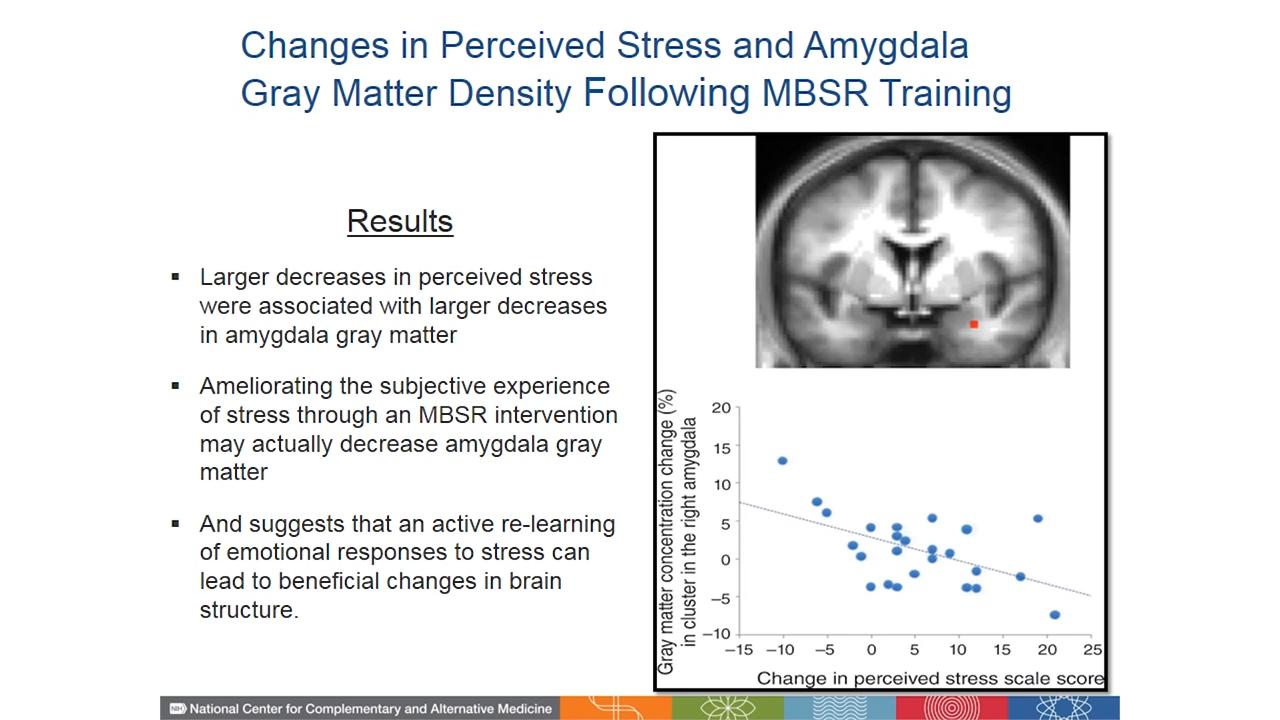 Changes in Perceived Stress and Amygdala
Gray Matter Density Following MBSR Training
Results
▪ Larger decreases in perceived stress
were associated with larger decreases
in amygdala gray matter
▪ Ameliorating the subjective experience
of stress through an MBSR intervention
may actually decrease amygdala gray
matter
▪ And suggests that an active re-learning
of emotional responses to stress can
lead to beneficial changes in brain
structure.
Gray matter concentration change (%)
in cluster in the right amygdala
20
15
10
5
0
−5
−10
−15 −10 −5 0 5 10 15 20 25
Change in perceived stress scale score
NIH National Center for Complementary and Alternative Medicine